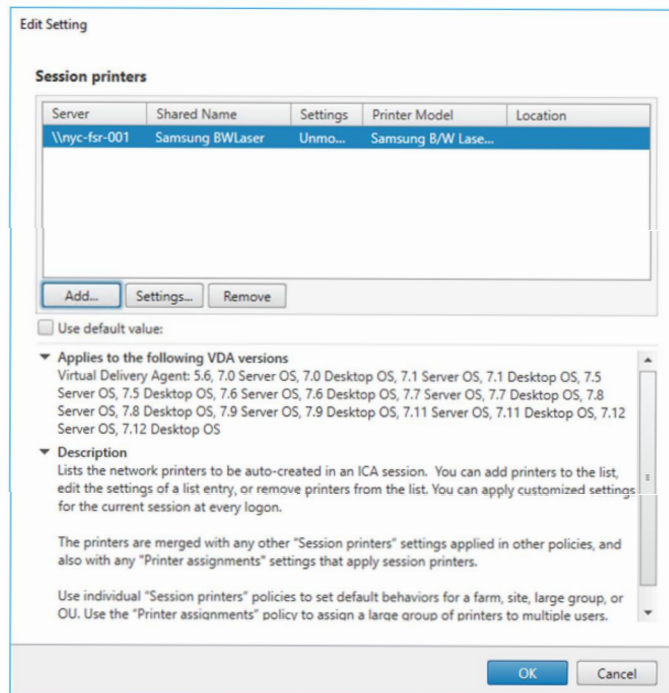 Edit Setting
Session printers
Server Shared Name Settings Printer Model Location
\\nyc-fsr-001 Samsung BWLaser Unmo... Samsung B/W Lase...
Add... Settings... Remove
Use default value:
Applies to the following VDA versions
Virtual Delivery Agent: 5.6, 7.0 Server OS, 7.0 Desktop OS, 7.1 Server OS, 7.1 Desktop OS, 7.5
Server OS, 7.5 Desktop OS, 7.6 Server OS, 7.6 Desktop OS, 7.7 Server OS, 7.7 Desktop OS, 7.8
Server OS, 7.8 Desktop OS, 7.9 Server OS, 7.9 Desktop OS, 7.11 Server OS, 7.11 Desktop OS, 7.12
Server OS, 7.12 Desktop OS
Description
Lists the network printers to be auto-created in an ICA session. You can add printers to the list,
edit the settings of a list entry, or remove printers from the list. You can apply customized settings
for the current session at every logon.
The printers are merged with any other "Session printers" settings applied in other policies, and
also with any "Printer assignments" settings that apply session printers.
Use individual "Session printers" policies to set default behaviors for a farm, site, large group, or
OU. Use the "Printer assignments" policy to assign a large group of printers to multiple users.
OK Cancel